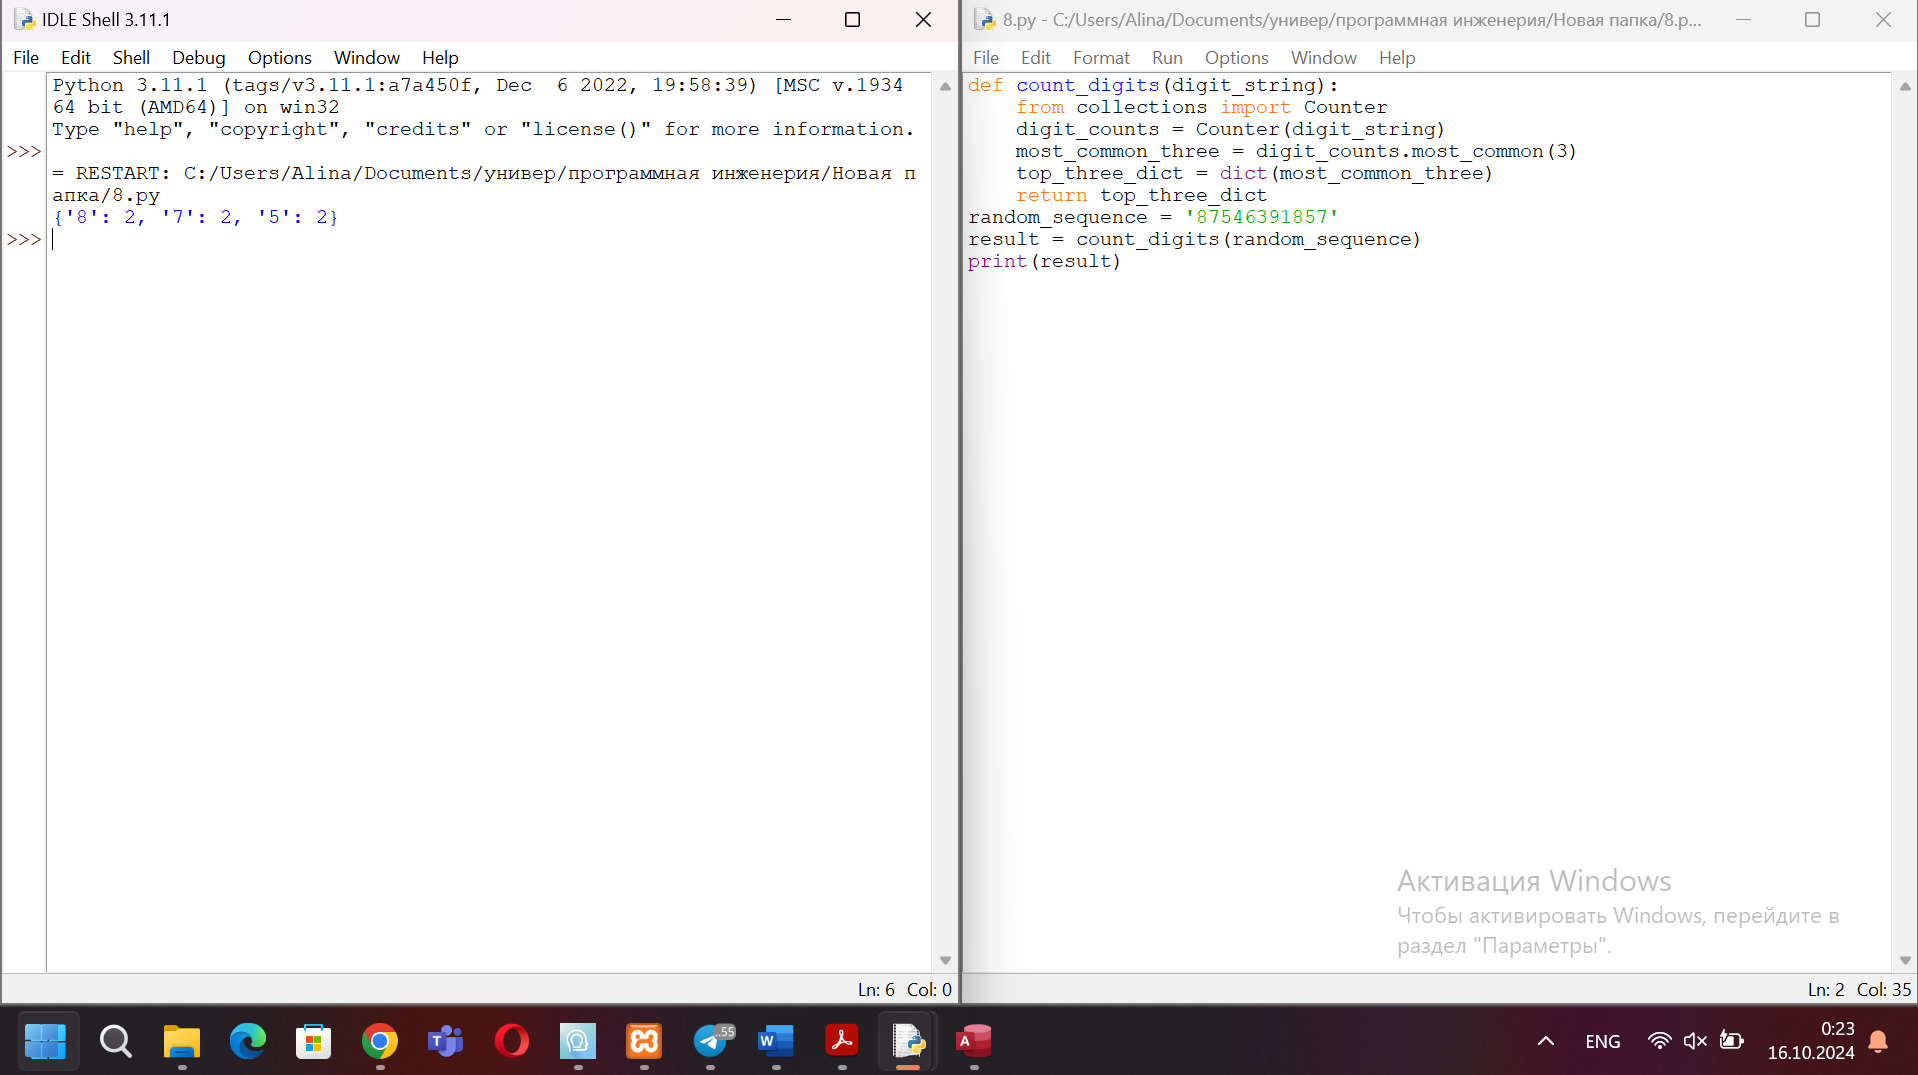 IDLE Shell 3.11.1
File Edit Shell Debug Options Window Help
Python 3.11.1 (tags/v3.11.1:a7a450f, Dec  6 2022, 19:58:39) [MSC v.1934
64 bit (AMD64)] on win32
Type "help", "copyright", "credits" or "license()" for more information.
>>>
= RESTART: C:/Users/Alina/Documents/универ/программная инженерия/Новая п
апка/8.py
{'8': 2, '7': 2, '5': 2}
>>>
Ln: 6 Col: 0
8.py - C:/Users/Alina/Documents/универ/программная инженерия/Новая папка/8.p...
File Edit Format Run Options Window Help
def count_digits(digit_string):
    from collections import Counter
    digit_counts = Counter(digit_string)
    most_common_three = digit_counts.most_common(3)
    top_three_dict = dict(most_common_three)
    return top_three_dict
random_sequence = '87546391857'
result = count_digits(random_sequence)
print(result)
Активация Windows
Чтобы активировать Windows, перейдите в
раздел "Параметры".
Ln: 2 Col: 35
..55
ENG
0:23
16.10.2024